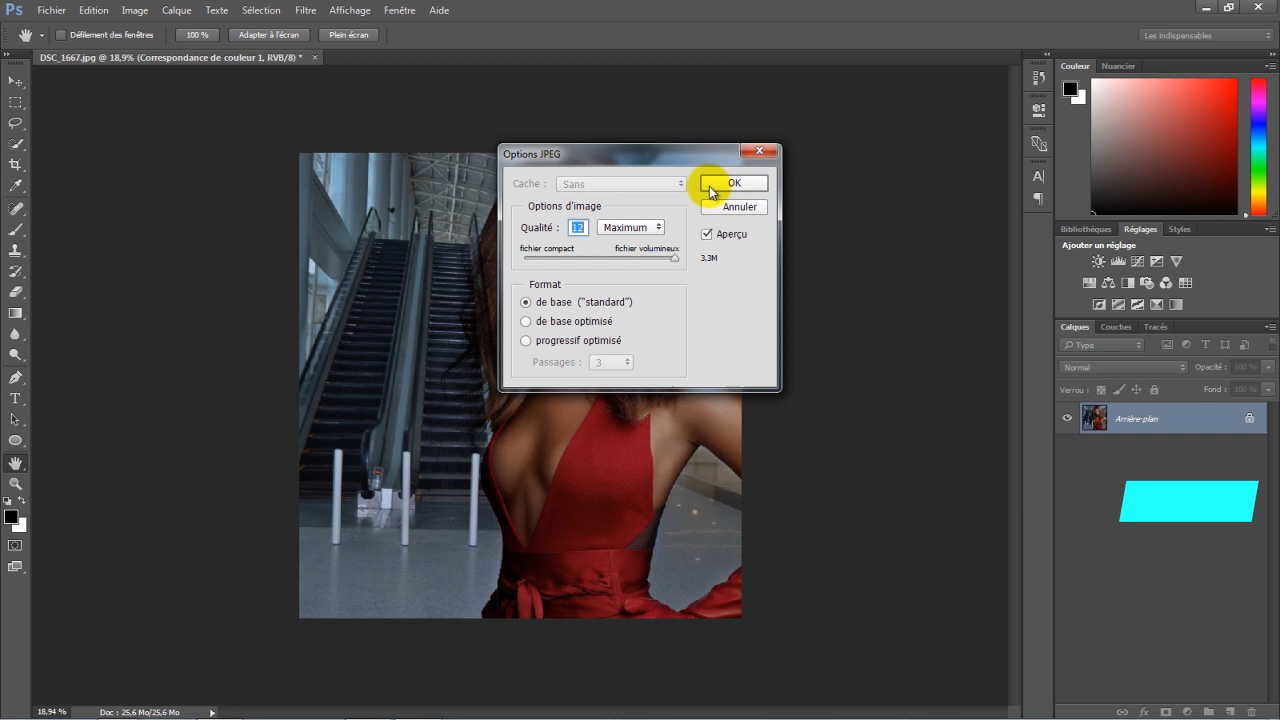 Ps Fichier Edition Image Calque Texte Sélection Filtre Affichage Fenêtre Aide
Défilement des fenêtres 100 % Adapter à l'écran Plein écran Les indispensables
DSC_1667.jpg @ 18,9% (Correspondance de couleur 1, RVB/8) *
Couleur Nuancier
Options JPEG
Cache : Sans OK
Options d'image Annuler
Qualité : 12 Maximum Aperçu
fichier compact fichier volumineux
3,3M
Format
de base ("standard")
de base optimisé
progressif optimisé
Passages : 3
Bibliothèques Réglages Styles
Ajouter un réglage
Calques Couches Tracés
Type
Normal Opacité : 100 %
Verrou : Fond : 100 %
Arrière-plan
18,94 % Doc : 25,6 Mo/25,6 Mo